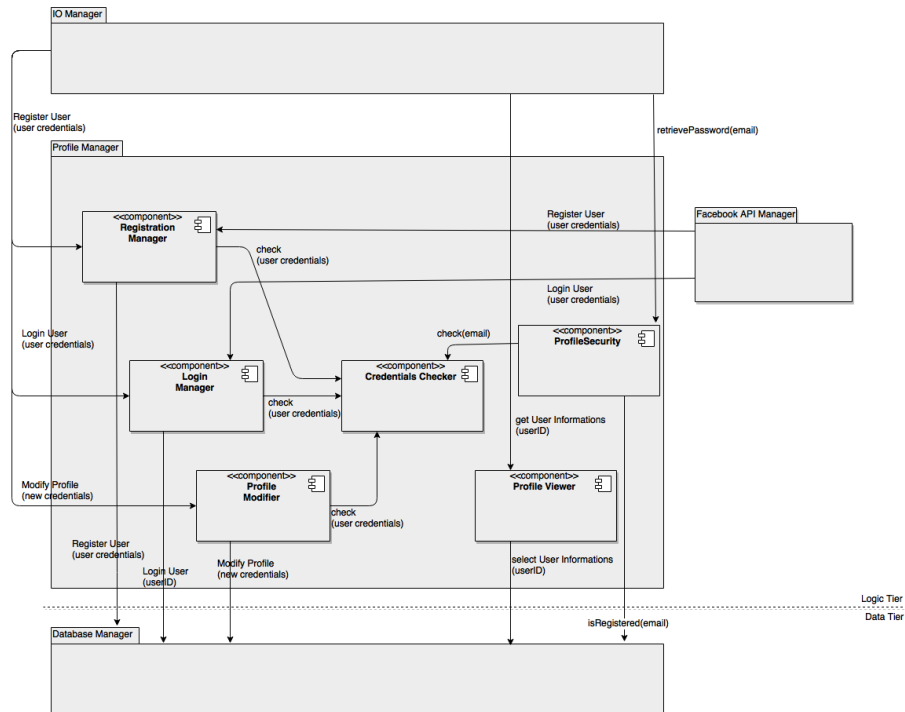 IO Manager
Register User
(user credentials)
retrievePassword(email)
Profile Manager
<<component>>
Registration
Manager
Register User
(user credentials)
Facebook API Manager
check
(user credentials)
Login User
(user credentials)
Login User
(user credentials)
check(email)
<<component>>
ProfileSecurity
<<component>>
Login
Manager
<<component>>
Credentials Checker
check
(user credentials)
get User Informations
(userID)
Modify Profile
(new credentials)
<<component>>
Profile
Modifier
<<component>>
Profile Viewer
check
(user credentials)
Register User
(user credentials)
Login User
(userID)
Modify Profile
(new credentials)
select User Informations
(userID)
Logic Tier
Data Tier
isRegistered(email)
Database Manager